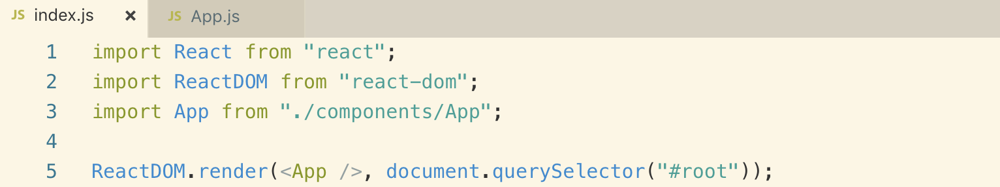 JS index.js × JS App.js
1 import React from "react";
2 import ReactDOM from "react-dom";
3 import App from "./components/App";
4
5 ReactDOM.render(<App />, document.querySelector("#root"));